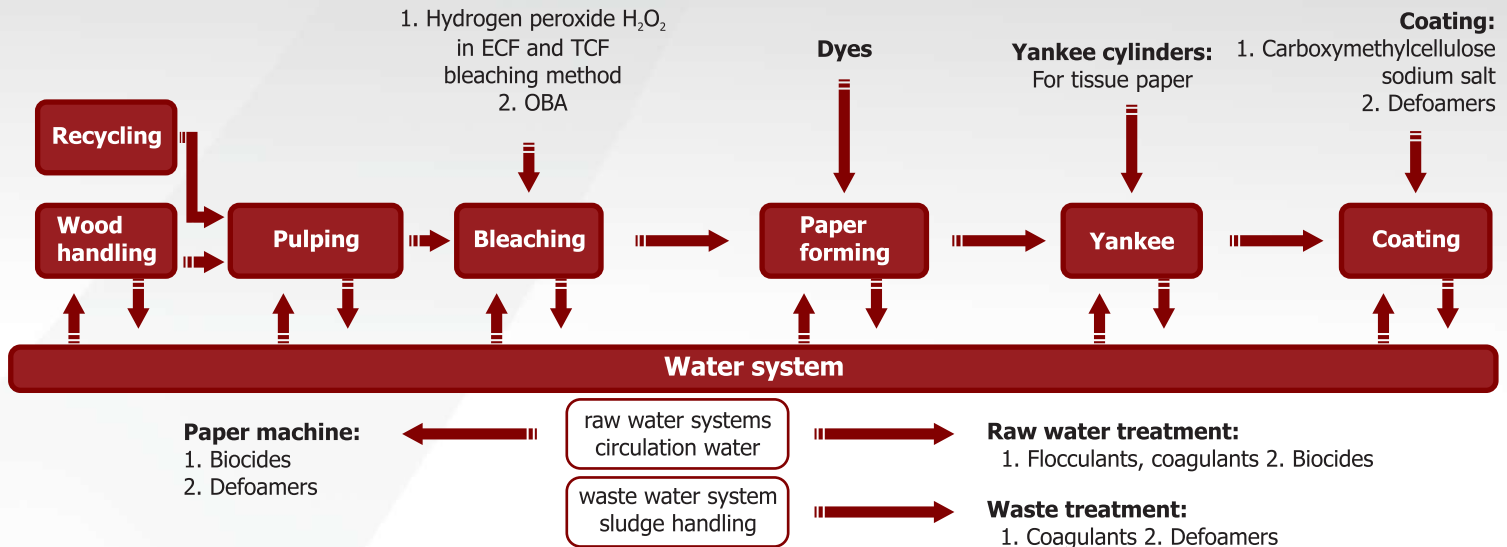 1. Hydrogen peroxide H₂O₂
in ECF and TCF
bleaching method
2. OBA
Dyes
Yankee cylinders:
For tissue paper
Coating:
1. Carboxymethylcellulose
sodium salt
2. Defoamers
Recycling
Wood
handling
Pulping
Bleaching
Paper
forming
Yankee
Coating
Water system
Paper machine:
1. Biocides
2. Defoamers
raw water systems
circulation water
Raw water treatment:
1. Flocculants, coagulants 2. Biocides
waste water system
sludge handling
Waste treatment:
1. Coagulants 2. Defoamers